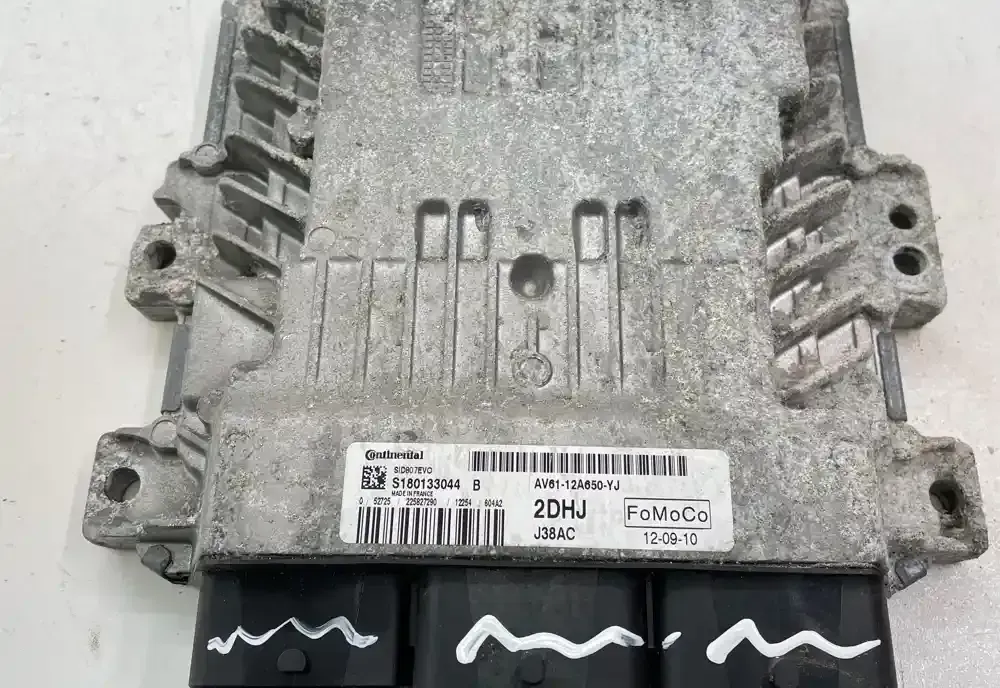 Continental
SID807EVO
S180133044 B
MADE IN FRANCE
0 52725 225827290 12254 604A2
AV61-12A650-YJ
2DHJ
J38AC
FoMoCo
12-09-10